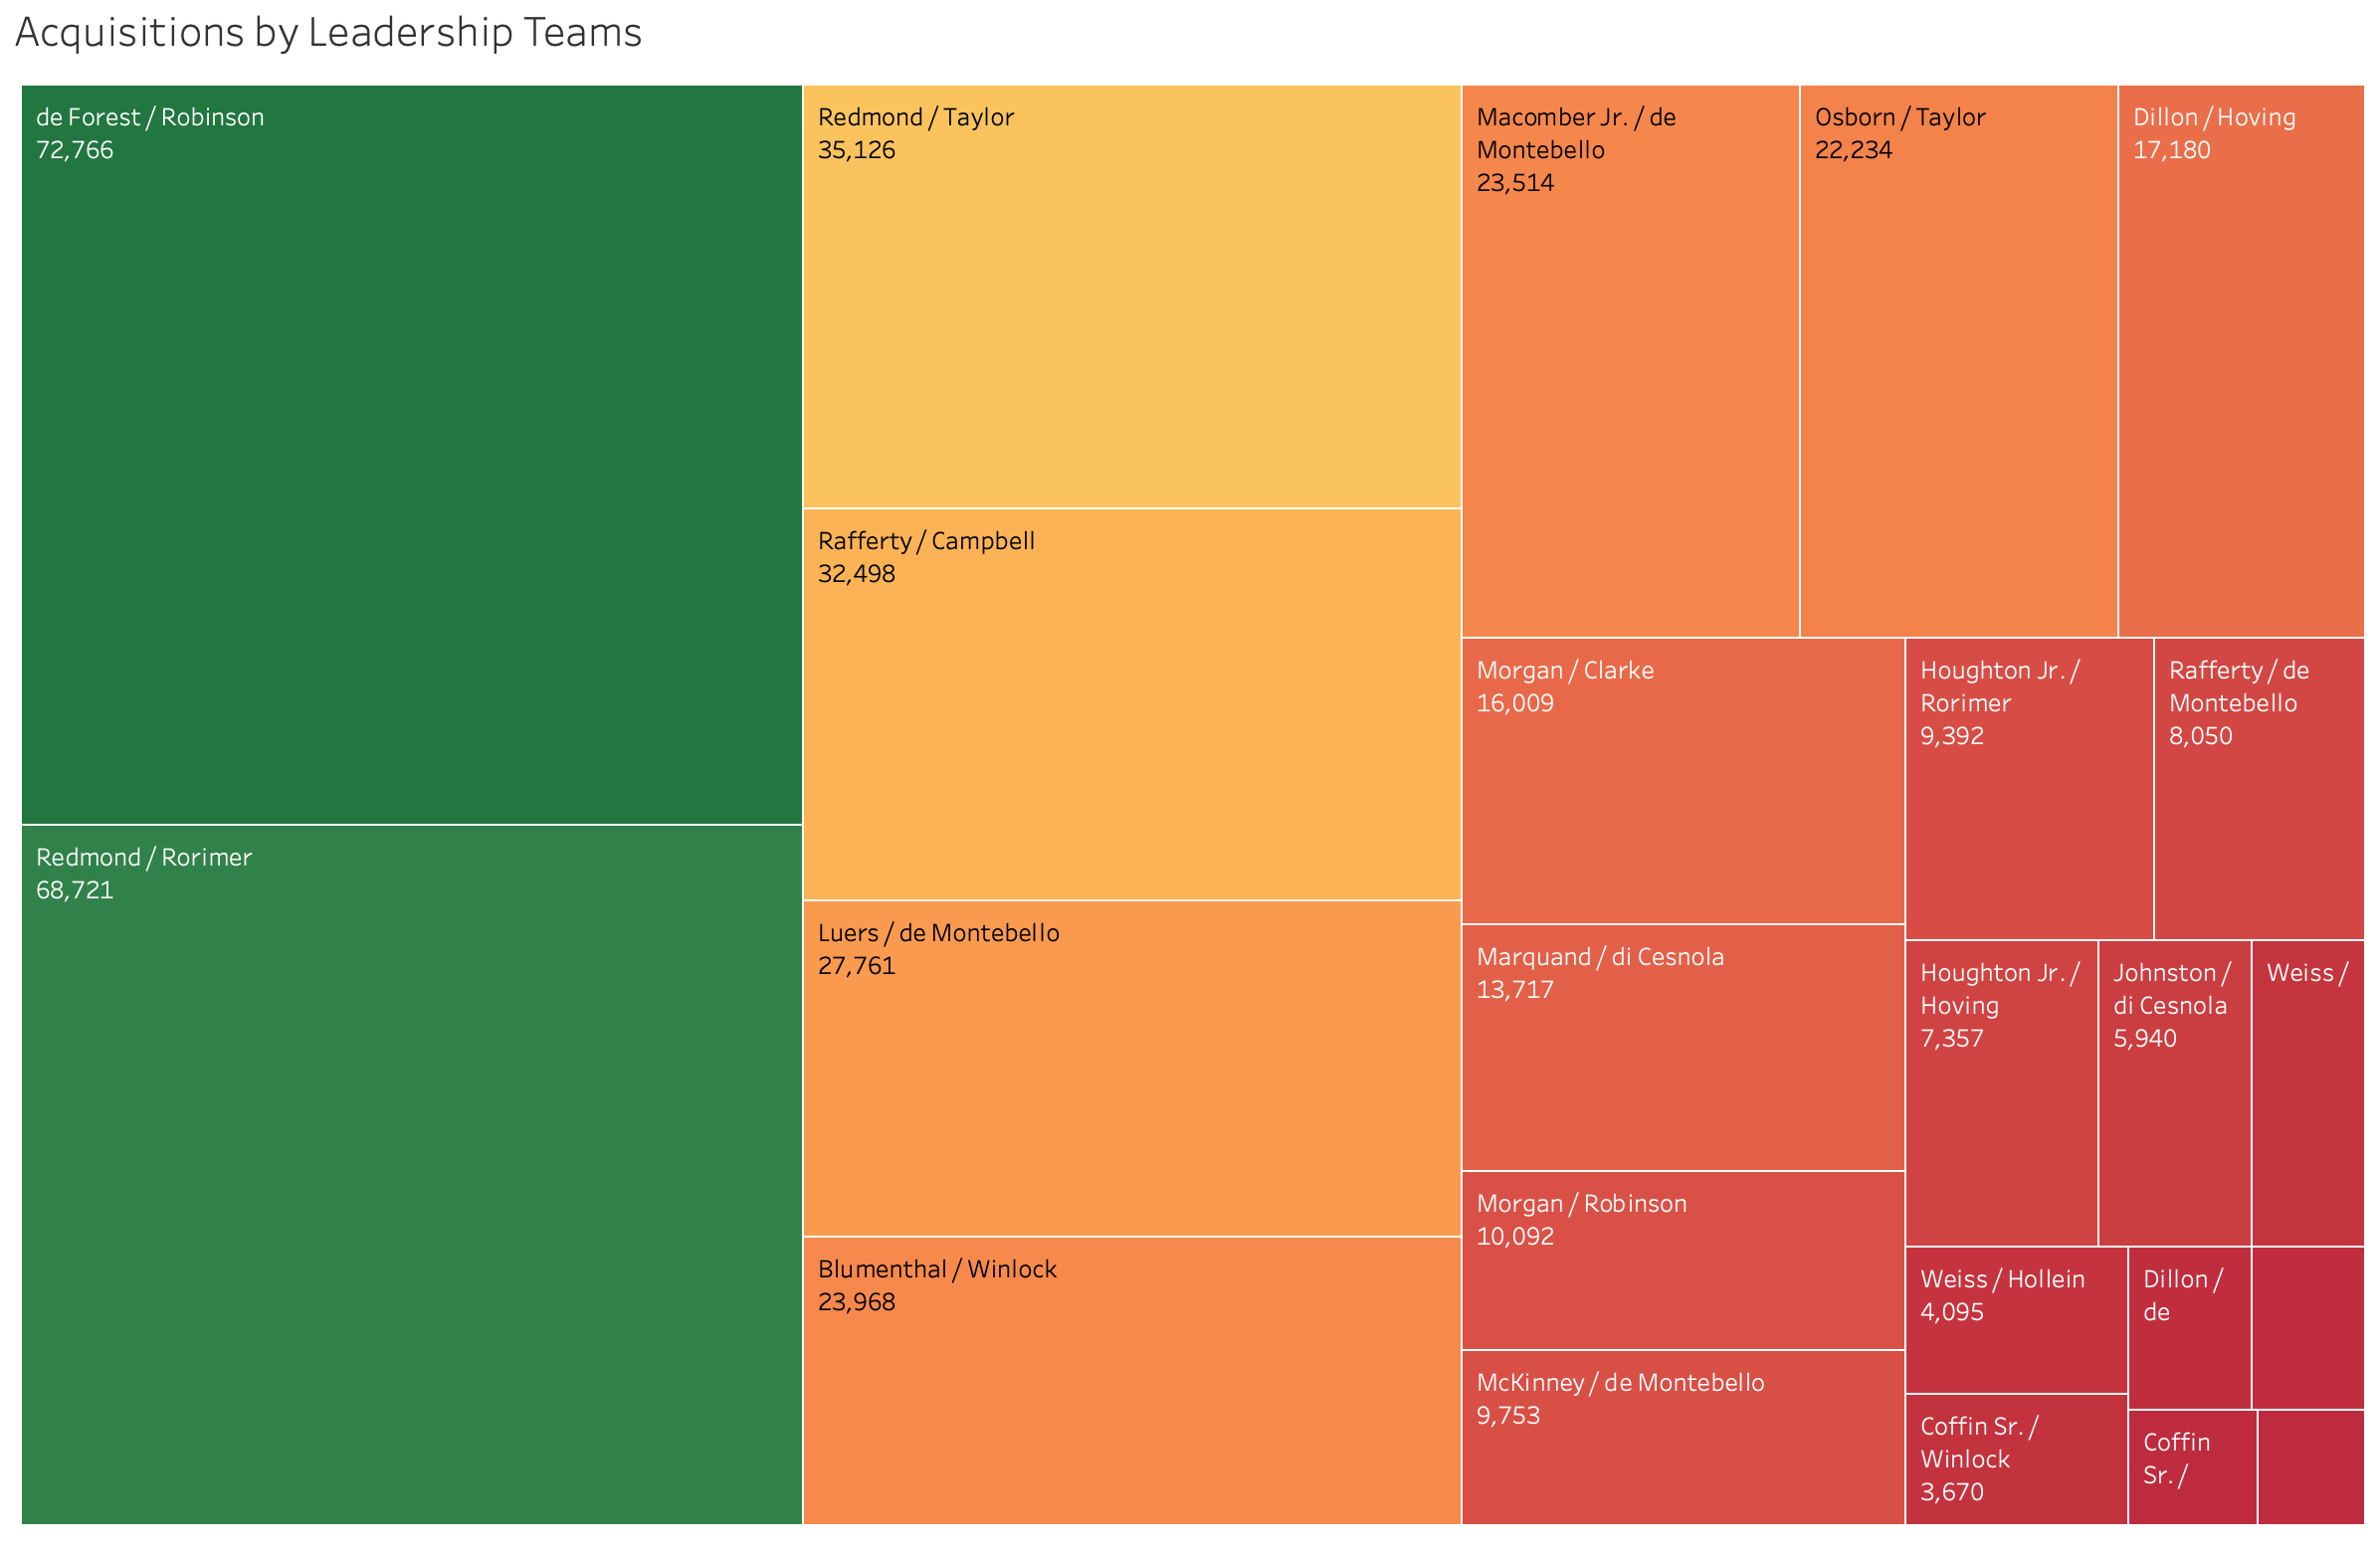 Acquisitions by Leadership Teams
de Forest / Robinson
72,766
Redmond / Rorimer
68,721
Redmond / Taylor
35,126
Rafferty / Campbell
32,498
Luers / de Montebello
27,761
Blumenthal / Winlock
23,968
Macomber Jr. / de
Montebello
23,514
Osborn / Taylor
22,234
Dillon / Hoving
17,180
Morgan / Clarke
16,009
Marquand / di Cesnola
13,717
Morgan / Robinson
10,092
McKinney / de Montebello
9,753
Houghton Jr. /
Rorimer
9,392
Rafferty / de
Montebello
8,050
Houghton Jr. /
Hoving
7,357
Johnston /
di Cesnola
5,940
Weiss /
Weiss / Hollein
4,095
Coffin Sr. /
Winlock
3,670
Dillon /
de
Coffin
Sr. /